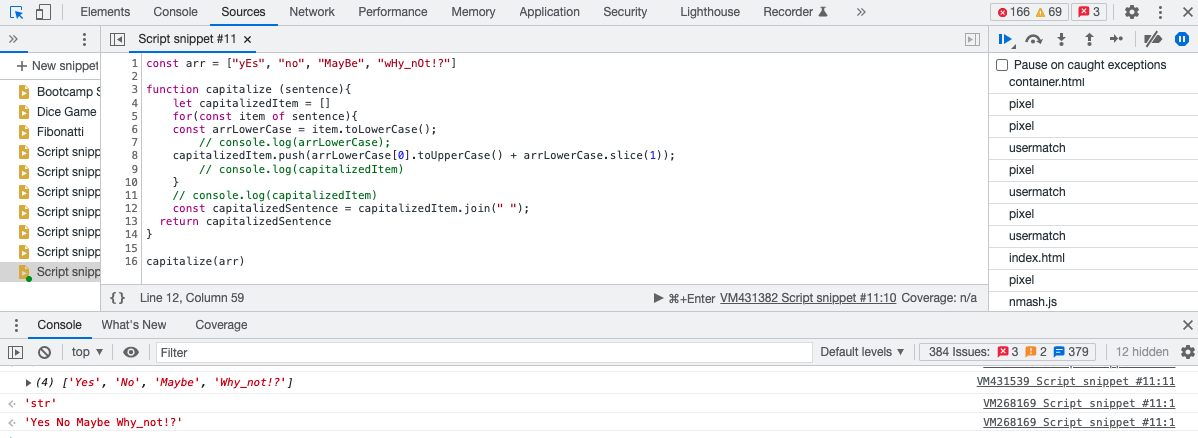 Elements Console Sources Network Performance Memory Application Security Lighthouse Recorder » 166 69 3
» Script snippet #11 ×
New snippet
Bootcamp S
Dice Game
Fibonatti
Script snipp
Script snipp
Script snipp
Script snipp
Script snipp
Script snipp
Script snipp
1 const arr = ["yEs", "no", "MayBe", "wHy_nOt!?"]
2
3 function capitalize (sentence){
4 let capitalizedItem = []
5 for(const item of sentence){
6 const arrLowerCase = item.toLowerCase();
7 // console.log(arrLowerCase);
8 capitalizedItem.push(arrLowerCase[0].toUpperCase() + arrLowerCase.slice(1));
9 // console.log(capitalizedItem)
10 }
11 // console.log(capitalizedItem)
12 const capitalizedSentence = capitalizedItem.join(" ");
13 return capitalizedSentence
14 }
15
16 capitalize(arr)
{} Line 12, Column 59 ⌘+Enter VM431382 Script snippet #11:10 Coverage: n/a
Pause on caught exceptions
container.html
pixel
pixel
usermatch
pixel
usermatch
pixel
usermatch
index.html
pixel
nmash.js
Console What's New Coverage
top ▼ Filter Default levels ▼ 384 Issues: 3 2 379 12 hidden
(4) ['Yes', 'No', 'Maybe', 'Why_not!?'] VM431539 Script snippet #11:11
'str' VM268169 Script snippet #11:1
'Yes No Maybe Why_not!?' VM268169 Script snippet #11:1